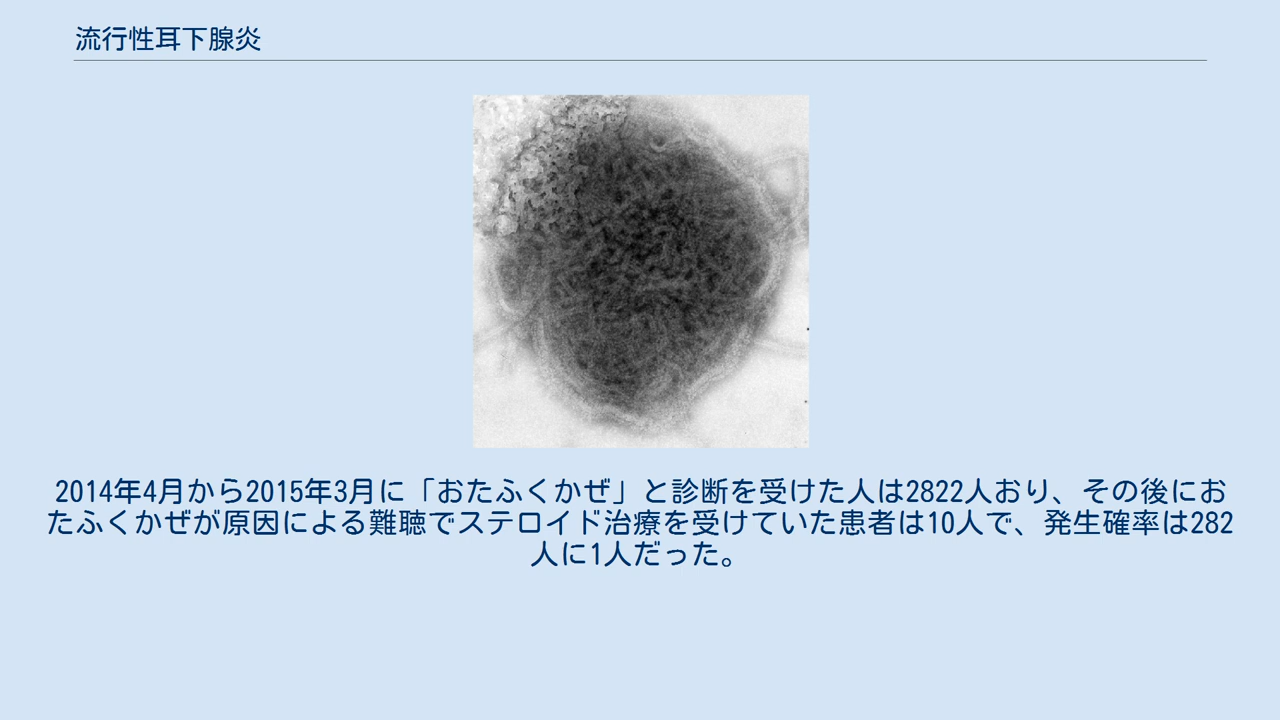 流行性耳下腺炎
2014年4月から2015年3月に「おたふくかぜ」と診断を受けた人は2822人おり、その後にお
たふくかぜが原因による難聴でステロイド治療を受けていた患者は10人で、発生確率は282
人に1人だった。